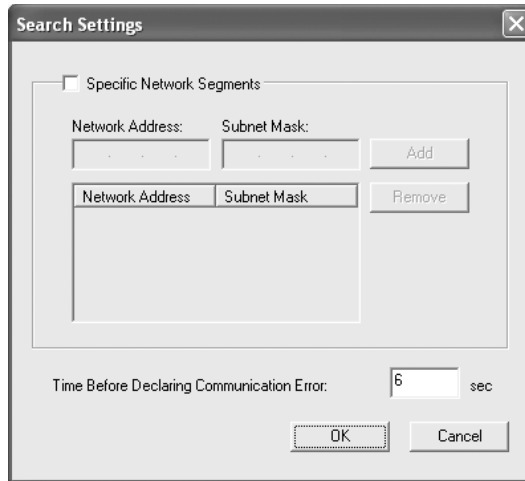 Search Settings
Specific Network Segments
Network Address: Subnet Mask:
Add
Network Address Subnet Mask
Remove
Time Before Declaring Communication Error: 6 sec
OK Cancel